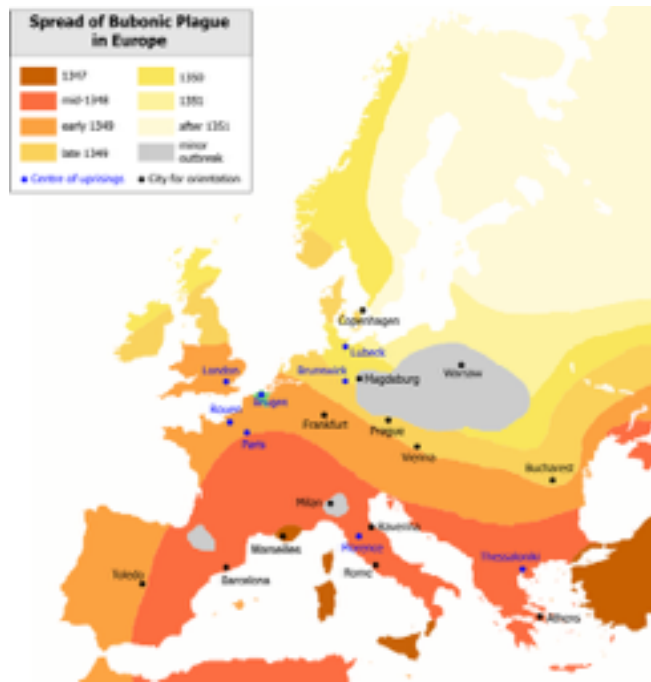 Spread of Bubonic Plague
in Europe
1347
mid-1348
early 1349
late 1349
1350
1351
after 1351
minor
outbreak
Centre of uprisings
City for orientation
Copenhagen
Lubeck
London
Brunswick
Magdeburg
Warsaw
Brugen
Rouen
Frankfurt
Prague
Paris
Vienna
Bucharest
Milan
Ravenna
Marseilles
Florence
Thessaloniki
Toledo
Barcelona
Rome
Athens